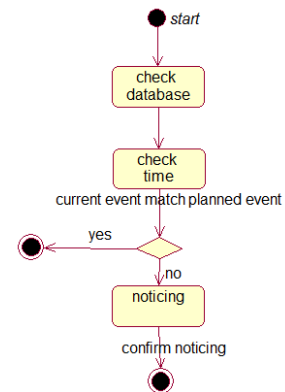 start
check
database
check
time
current event match planned event
yes
no
noticing
confirm noticing